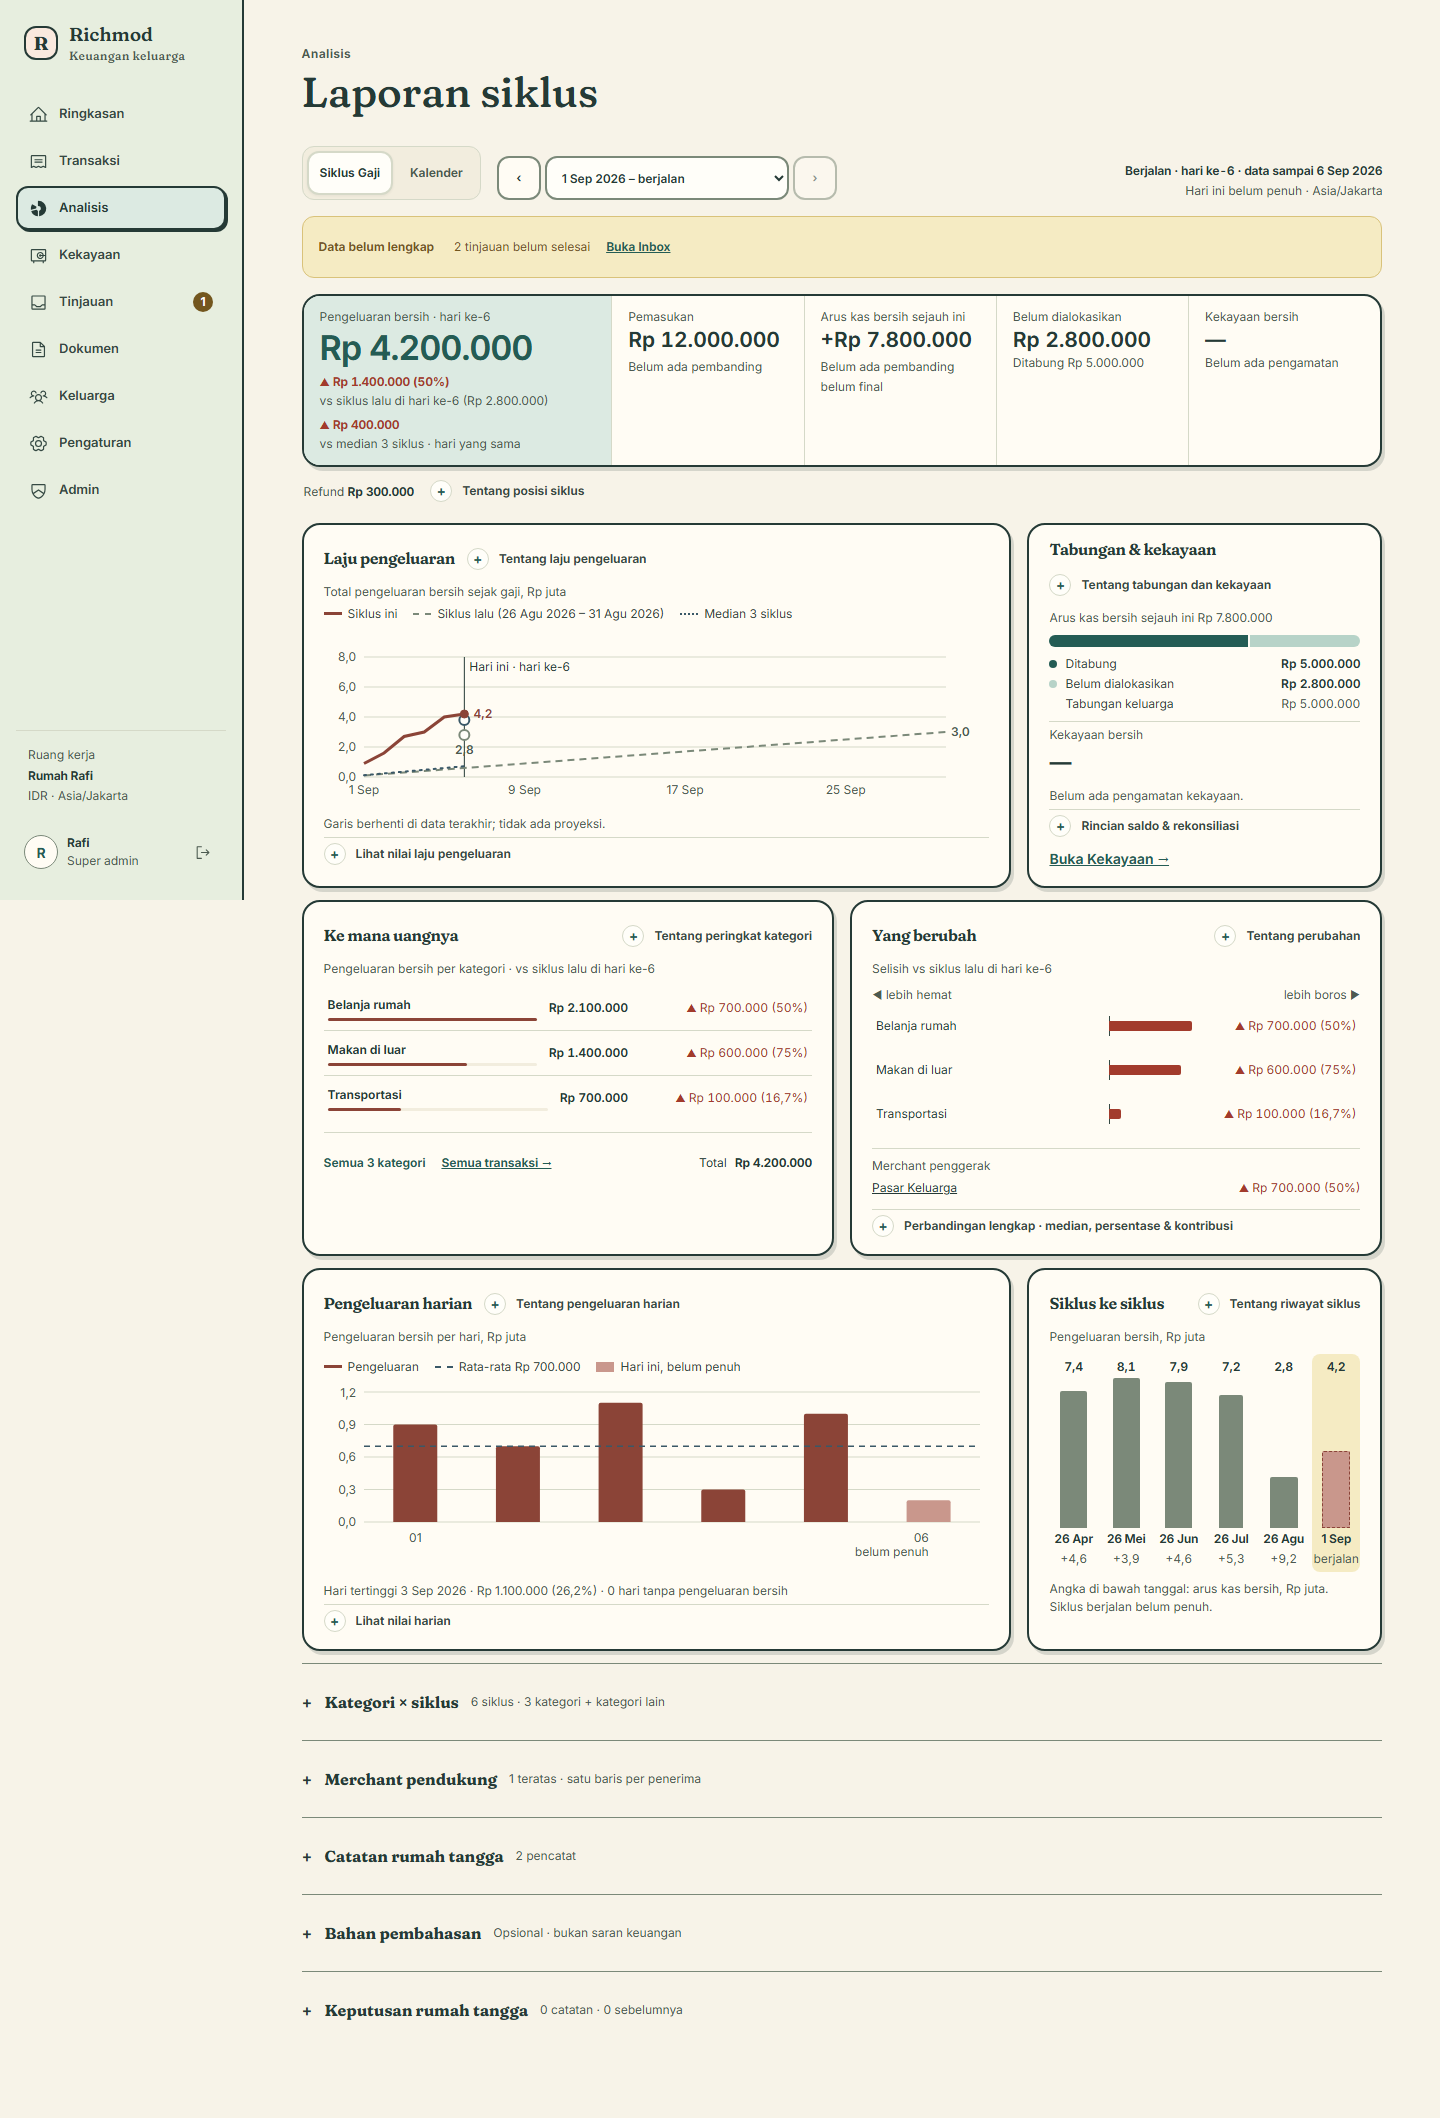 R
Richmod
Keuangan keluarga
Ringkasan
Transaksi
Analisis
Kekayaan
Tinjauan
1
Dokumen
Keluarga
Pengaturan
Admin
Ruang kerja
Rumah Rafi
IDR · Asia/Jakarta
R
Rafi
Super admin
Analisis
Laporan siklus
Siklus Gaji
Kalender
‹
1 Sep 2026 – berjalan
›
Berjalan · hari ke-6 · data sampai 6 Sep 2026
Hari ini belum penuh · Asia/Jakarta
Data belum lengkap 2 tinjauan belum selesai Buka Inbox
Pengeluaran bersih · hari ke-6
Rp 4.200.000
▲ Rp 1.400.000 (50%)
vs siklus lalu di hari ke-6 (Rp 2.800.000)
▲ Rp 400.000
vs median 3 siklus · hari yang sama
Pemasukan
Rp 12.000.000
Belum ada pembanding
Arus kas bersih sejauh ini
+Rp 7.800.000
Belum ada pembanding
belum final
Belum dialokasikan
Rp 2.800.000
Ditabung Rp 5.000.000
Kekayaan bersih
—
Belum ada pengamatan
Refund Rp 300.000 + Tentang posisi siklus
Laju pengeluaran + Tentang laju pengeluaran
Total pengeluaran bersih sejak gaji, Rp juta
Siklus ini Siklus lalu (26 Agu 2026 – 31 Agu 2026) Median 3 siklus
8,0
Hari ini · hari ke-6
6,0
4,0
4,2
2,0
2,8
3,0
0,0
1 Sep 9 Sep 17 Sep 25 Sep
Garis berhenti di data terakhir; tidak ada proyeksi.
+ Lihat nilai laju pengeluaran
Tabungan & kekayaan
+ Tentang tabungan dan kekayaan
Arus kas bersih sejauh ini Rp 7.800.000
Ditabung Rp 5.000.000
Belum dialokasikan Rp 2.800.000
Tabungan keluarga Rp 5.000.000
Kekayaan bersih
—
Belum ada pengamatan kekayaan.
+ Rincian saldo & rekonsiliasi
Buka Kekayaan →
Ke mana uangnya + Tentang peringkat kategori
Pengeluaran bersih per kategori · vs siklus lalu di hari ke-6
Belanja rumah Rp 2.100.000 ▲ Rp 700.000 (50%)
Makan di luar Rp 1.400.000 ▲ Rp 600.000 (75%)
Transportasi Rp 700.000 ▲ Rp 100.000 (16,7%)
Semua 3 kategori Semua transaksi → Total Rp 4.200.000
Yang berubah + Tentang perubahan
Selisih vs siklus lalu di hari ke-6
◀ lebih hemat lebih boros ▶
Belanja rumah ▲ Rp 700.000 (50%)
Makan di luar ▲ Rp 600.000 (75%)
Transportasi ▲ Rp 100.000 (16,7%)
Merchant penggerak
Pasar Keluarga ▲ Rp 700.000 (50%)
+ Perbandingan lengkap · median, persentase & kontribusi
Pengeluaran harian + Tentang pengeluaran harian
Pengeluaran bersih per hari, Rp juta
Pengeluaran Rata-rata Rp 700.000 Hari ini, belum penuh
1,2
0,9
0,6
0,3
0,0
01 06
belum penuh
Hari tertinggi 3 Sep 2026 · Rp 1.100.000 (26,2%) · 0 hari tanpa pengeluaran bersih
+ Lihat nilai harian
Siklus ke siklus + Tentang riwayat siklus
Pengeluaran bersih, Rp juta
7,4 8,1 7,9 7,2 2,8 4,2
26 Apr 26 Mei 26 Jun 26 Jul 26 Agu 1 Sep
+4,6 +3,9 +4,6 +5,3 +9,2 berjalan
Angka di bawah tanggal: arus kas bersih, Rp juta.
Siklus berjalan belum penuh.
+ Kategori × siklus 6 siklus · 3 kategori + kategori lain
+ Merchant pendukung 1 teratas · satu baris per penerima
+ Catatan rumah tangga 2 pencatat
+ Bahan pembahasan Opsional · bukan saran keuangan
+ Keputusan rumah tangga 0 catatan · 0 sebelumnya